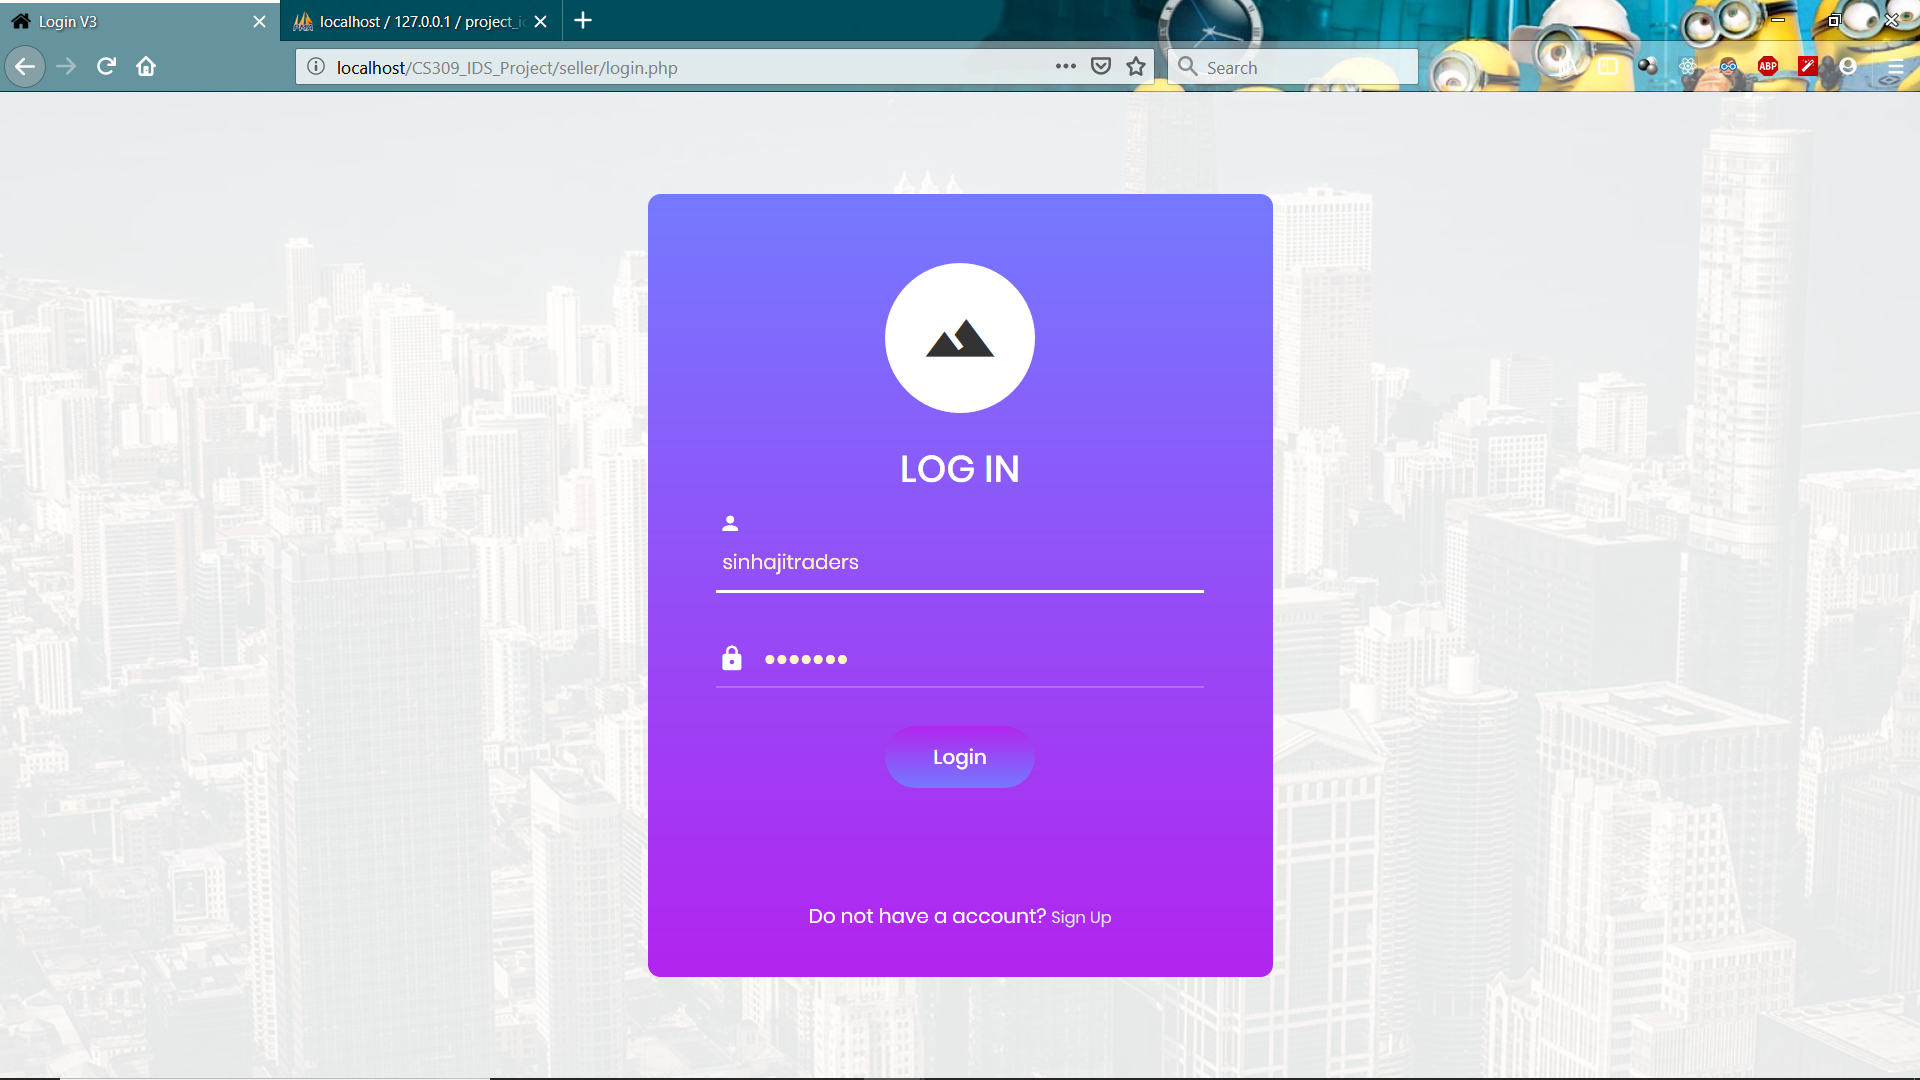 Login V3
localhost / 127.0.0.1 / project_i
localhost/CS309_IDS_Project/seller/login.php
Search
ABP
LOG IN
sinhajitraders
Login
Do not have a account? Sign Up